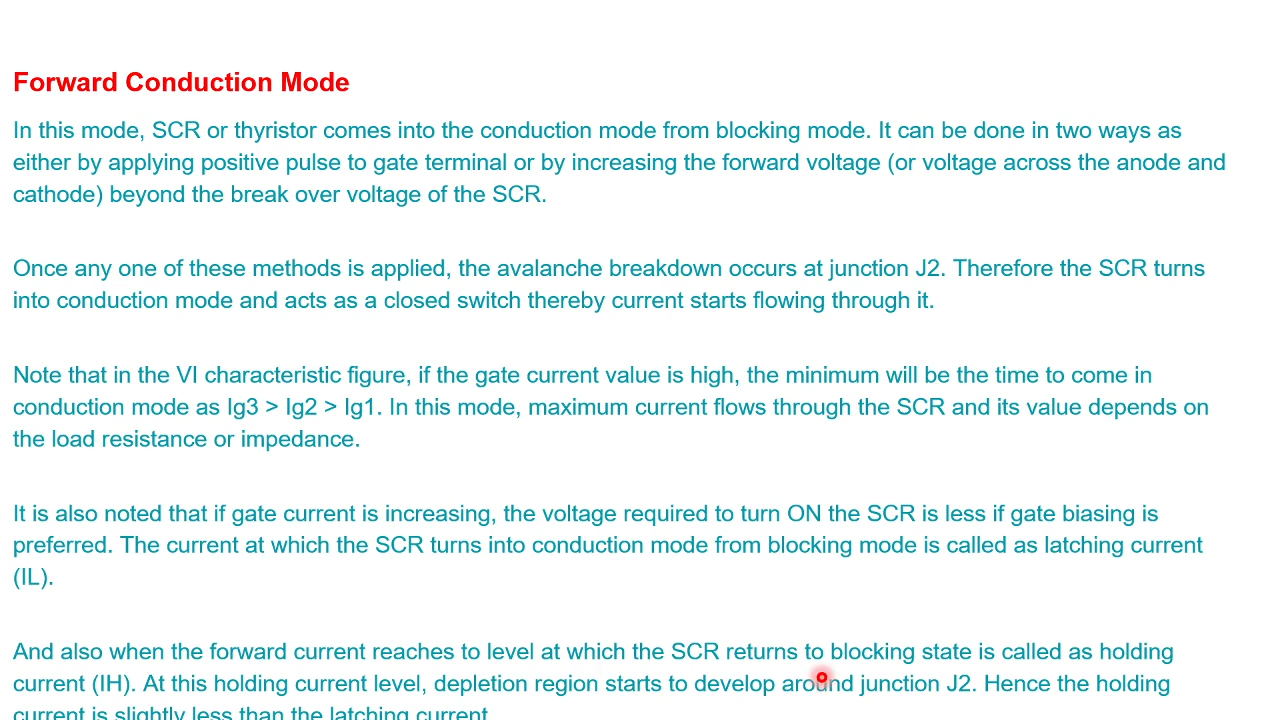 Forward Conduction Mode
In this mode, SCR or thyristor comes into the conduction mode from blocking mode. It can be done in two ways as
either by applying positive pulse to gate terminal or by increasing the forward voltage (or voltage across the anode and
cathode) beyond the break over voltage of the SCR.
Once any one of these methods is applied, the avalanche breakdown occurs at junction J2. Therefore the SCR turns
into conduction mode and acts as a closed switch thereby current starts flowing through it.
Note that in the VI characteristic figure, if the gate current value is high, the minimum will be the time to come in
conduction mode as Ig3 > Ig2 > Ig1. In this mode, maximum current flows through the SCR and its value depends on
the load resistance or impedance.
It is also noted that if gate current is increasing, the voltage required to turn ON the SCR is less if gate biasing is
preferred. The current at which the SCR turns into conduction mode from blocking mode is called as latching current
(IL).
And also when the forward current reaches to level at which the SCR returns to blocking state is called as holding
current (IH). At this holding current level, depletion region starts to develop around junction J2. Hence the holding
current is slightly less than the latching current.